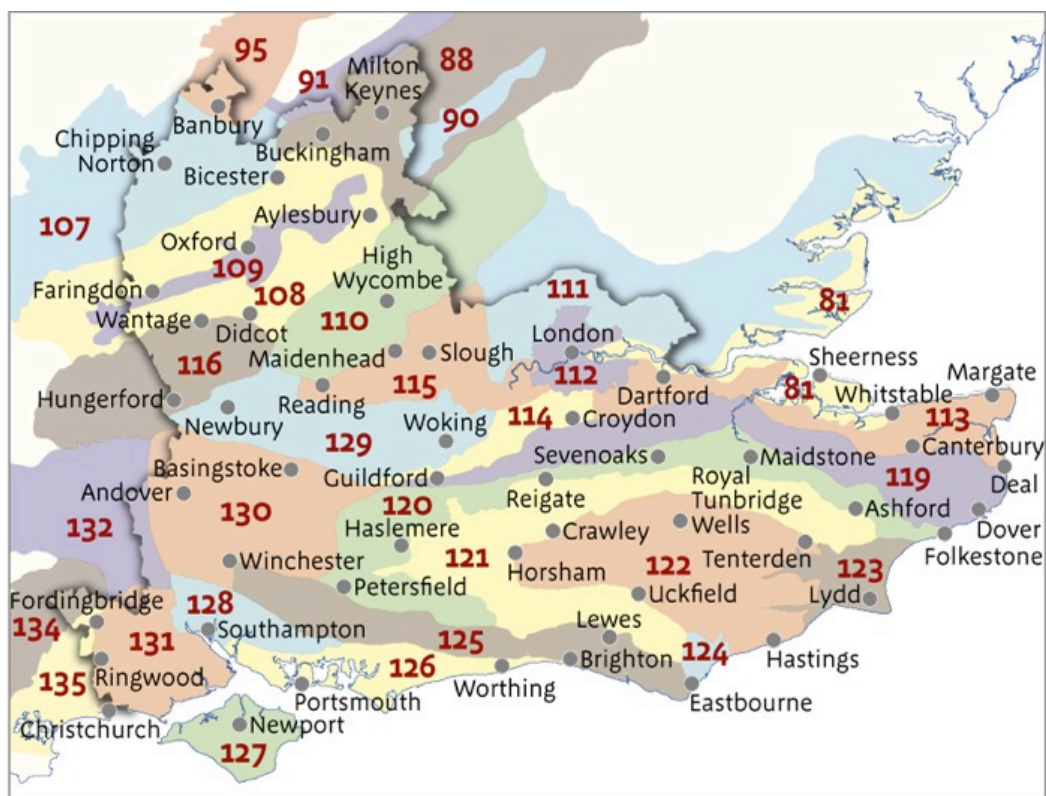 95
91
88
Milton
Keynes
90
Banbury
Buckingham
Chipping
Norton
Bicester
Aylesbury
107
Oxford
High
Wycombe
109
Faringdon
108
111
81
Wantage
Didcot
110
London
116
Maidenhead
Slough
Sheerness
112
115
Dartford
81
Whitstable
Margate
Hungerford
Reading
114
113
Newbury
Woking
Croydon
129
Canterbury
Basingstoke
Sevenoaks
Maidstone
119
Guildford
Royal
Tunbridge
Wells
Deal
Andover
Reigate
120
Ashford
130
Haslemere
Crawley
Dover
132
Tenterden
Folkestone
121
Winchester
Horsham
122
123
Petersfield
Uckfield
Lydd
Fordingbridge
128
134
Southampton
Lewes
131
125
124
Hastings
135
Ringwood
126
Brighton
Worthing
Portsmouth
Eastbourne
Christchurch
Newport
127